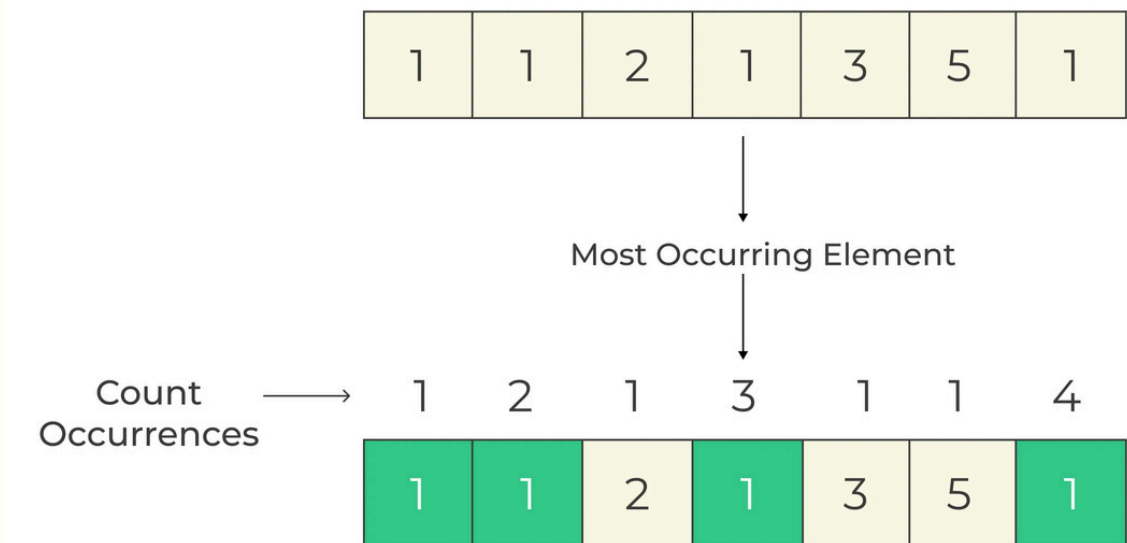 1 1 2 1 3 5 1
Most Occurring Element
Count
Occurrences
1 2 1 3 1 1 4
1 1 2 1 3 5 1